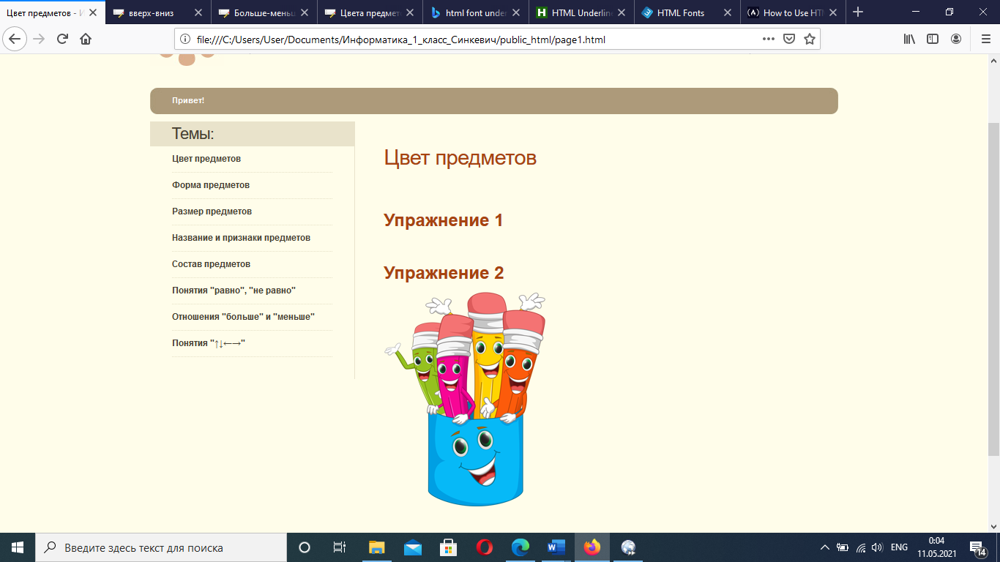 Цвет предметов - И
вверх-вниз
Больше-меньш
Цвета предмет
html font under
HTML Underline
HTML Fonts
How to Use HTM
file:///C:/Users/User/Documents/Информатика_1_класс_Синкевич/public_html/page1.html
Привет!
Темы:
Цвет предметов
Форма предметов
Размер предметов
Название и признаки предметов
Состав предметов
Понятия "равно", "не равно"
Отношения "больше" и "меньше"
Понятия "↑↓←→"
Цвет предметов
Упражнение 1
Упражнение 2
Введите здесь текст для поиска
ENG
0:04
11.05.2021
14